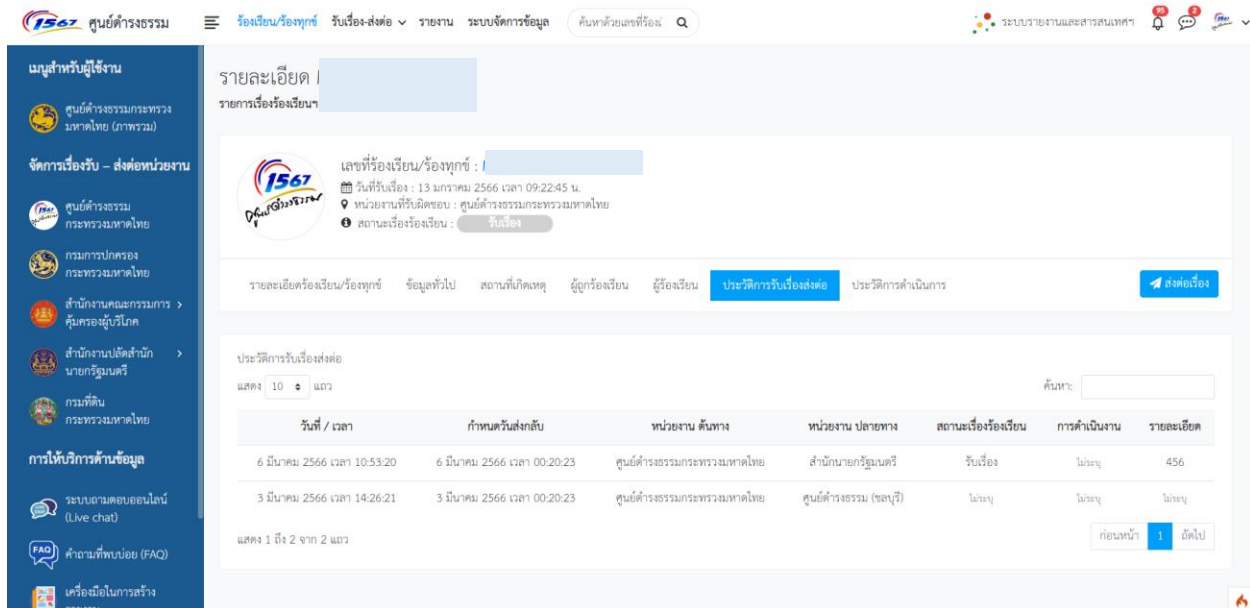 1567 ศูนย์ดำรงธรรม
ร้องเรียน/ร้องทุกข์ รับเรื่อง-ส่งต่อ รายงาน ระบบจัดการข้อมูล
ค้นหาด้วยเลขที่ร้อง
ระบบรายงานและสารสนเทศฯ 95 2
เมนูสำหรับผู้ใช้งาน
ศูนย์ดำรงธรรมกระทรวง
มหาดไทย (ภาพรวม)
จัดการเรื่องรับ – ส่งต่อหน่วยงาน
ศูนย์ดำรงธรรม
กระทรวงมหาดไทย
กรมการปกครอง
กระทรวงมหาดไทย
สำนักงานคณะกรรมการ >
คุ้มครองผู้บริโภค
สำนักงานปลัดสำนัก >
นายกรัฐมนตรี
กรมที่ดิน
กระทรวงมหาดไทย
การให้บริการด้านข้อมูล
ระบบถามตอบออนไลน์
(Live chat)
FAQ คำถามที่พบบ่อย (FAQ)
เครื่องมือในการสร้าง
รายละเอียด
รายการเรื่องร้องเรียนฯ
1567
ศูนย์ดำรงธรรม
เลขที่ร้องเรียน/ร้องทุกข์ :
วันที่รับเรื่อง : 13 มกราคม 2566 เวลา 09:22:45 น.
หน่วยงานที่รับผิดชอบ : ศูนย์ดำรงธรรมกระทรวงมหาดไทย
สถานะเรื่องร้องเรียน : รับเรื่อง
รายละเอียดร้องเรียน/ร้องทุกข์ ข้อมูลทั่วไป สถานที่เกิดเหตุ ผู้ถูกร้องเรียน ผู้ร้องเรียน ประวัติการรับเรื่องส่งต่อ ประวัติการดำเนินการ ส่งต่อเรื่อง
ประวัติการรับเรื่องส่งต่อ
แสดง 10 แถว ค้นหา:
วันที่ / เวลา กำหนดวันส่งกลับ หน่วยงาน ต้นทาง หน่วยงาน ปลายทาง สถานะเรื่องร้องเรียน การดำเนินงาน รายละเอียด
6 มีนาคม 2566 เวลา 10:53:20 6 มีนาคม 2566 เวลา 00:20:23 ศูนย์ดำรงธรรมกระทรวงมหาดไทย สำนักนายกรัฐมนตรี รับเรื่อง ไม่ระบุ 456
3 มีนาคม 2566 เวลา 14:26:21 3 มีนาคม 2566 เวลา 00:20:23 ศูนย์ดำรงธรรมกระทรวงมหาดไทย ศูนย์ดำรงธรรม (ชลบุรี) ไม่ระบุ ไม่ระบุ ไม่ระบุ
แสดง 1 ถึง 2 จาก 2 แถว
ก่อนหน้า 1 ถัดไป